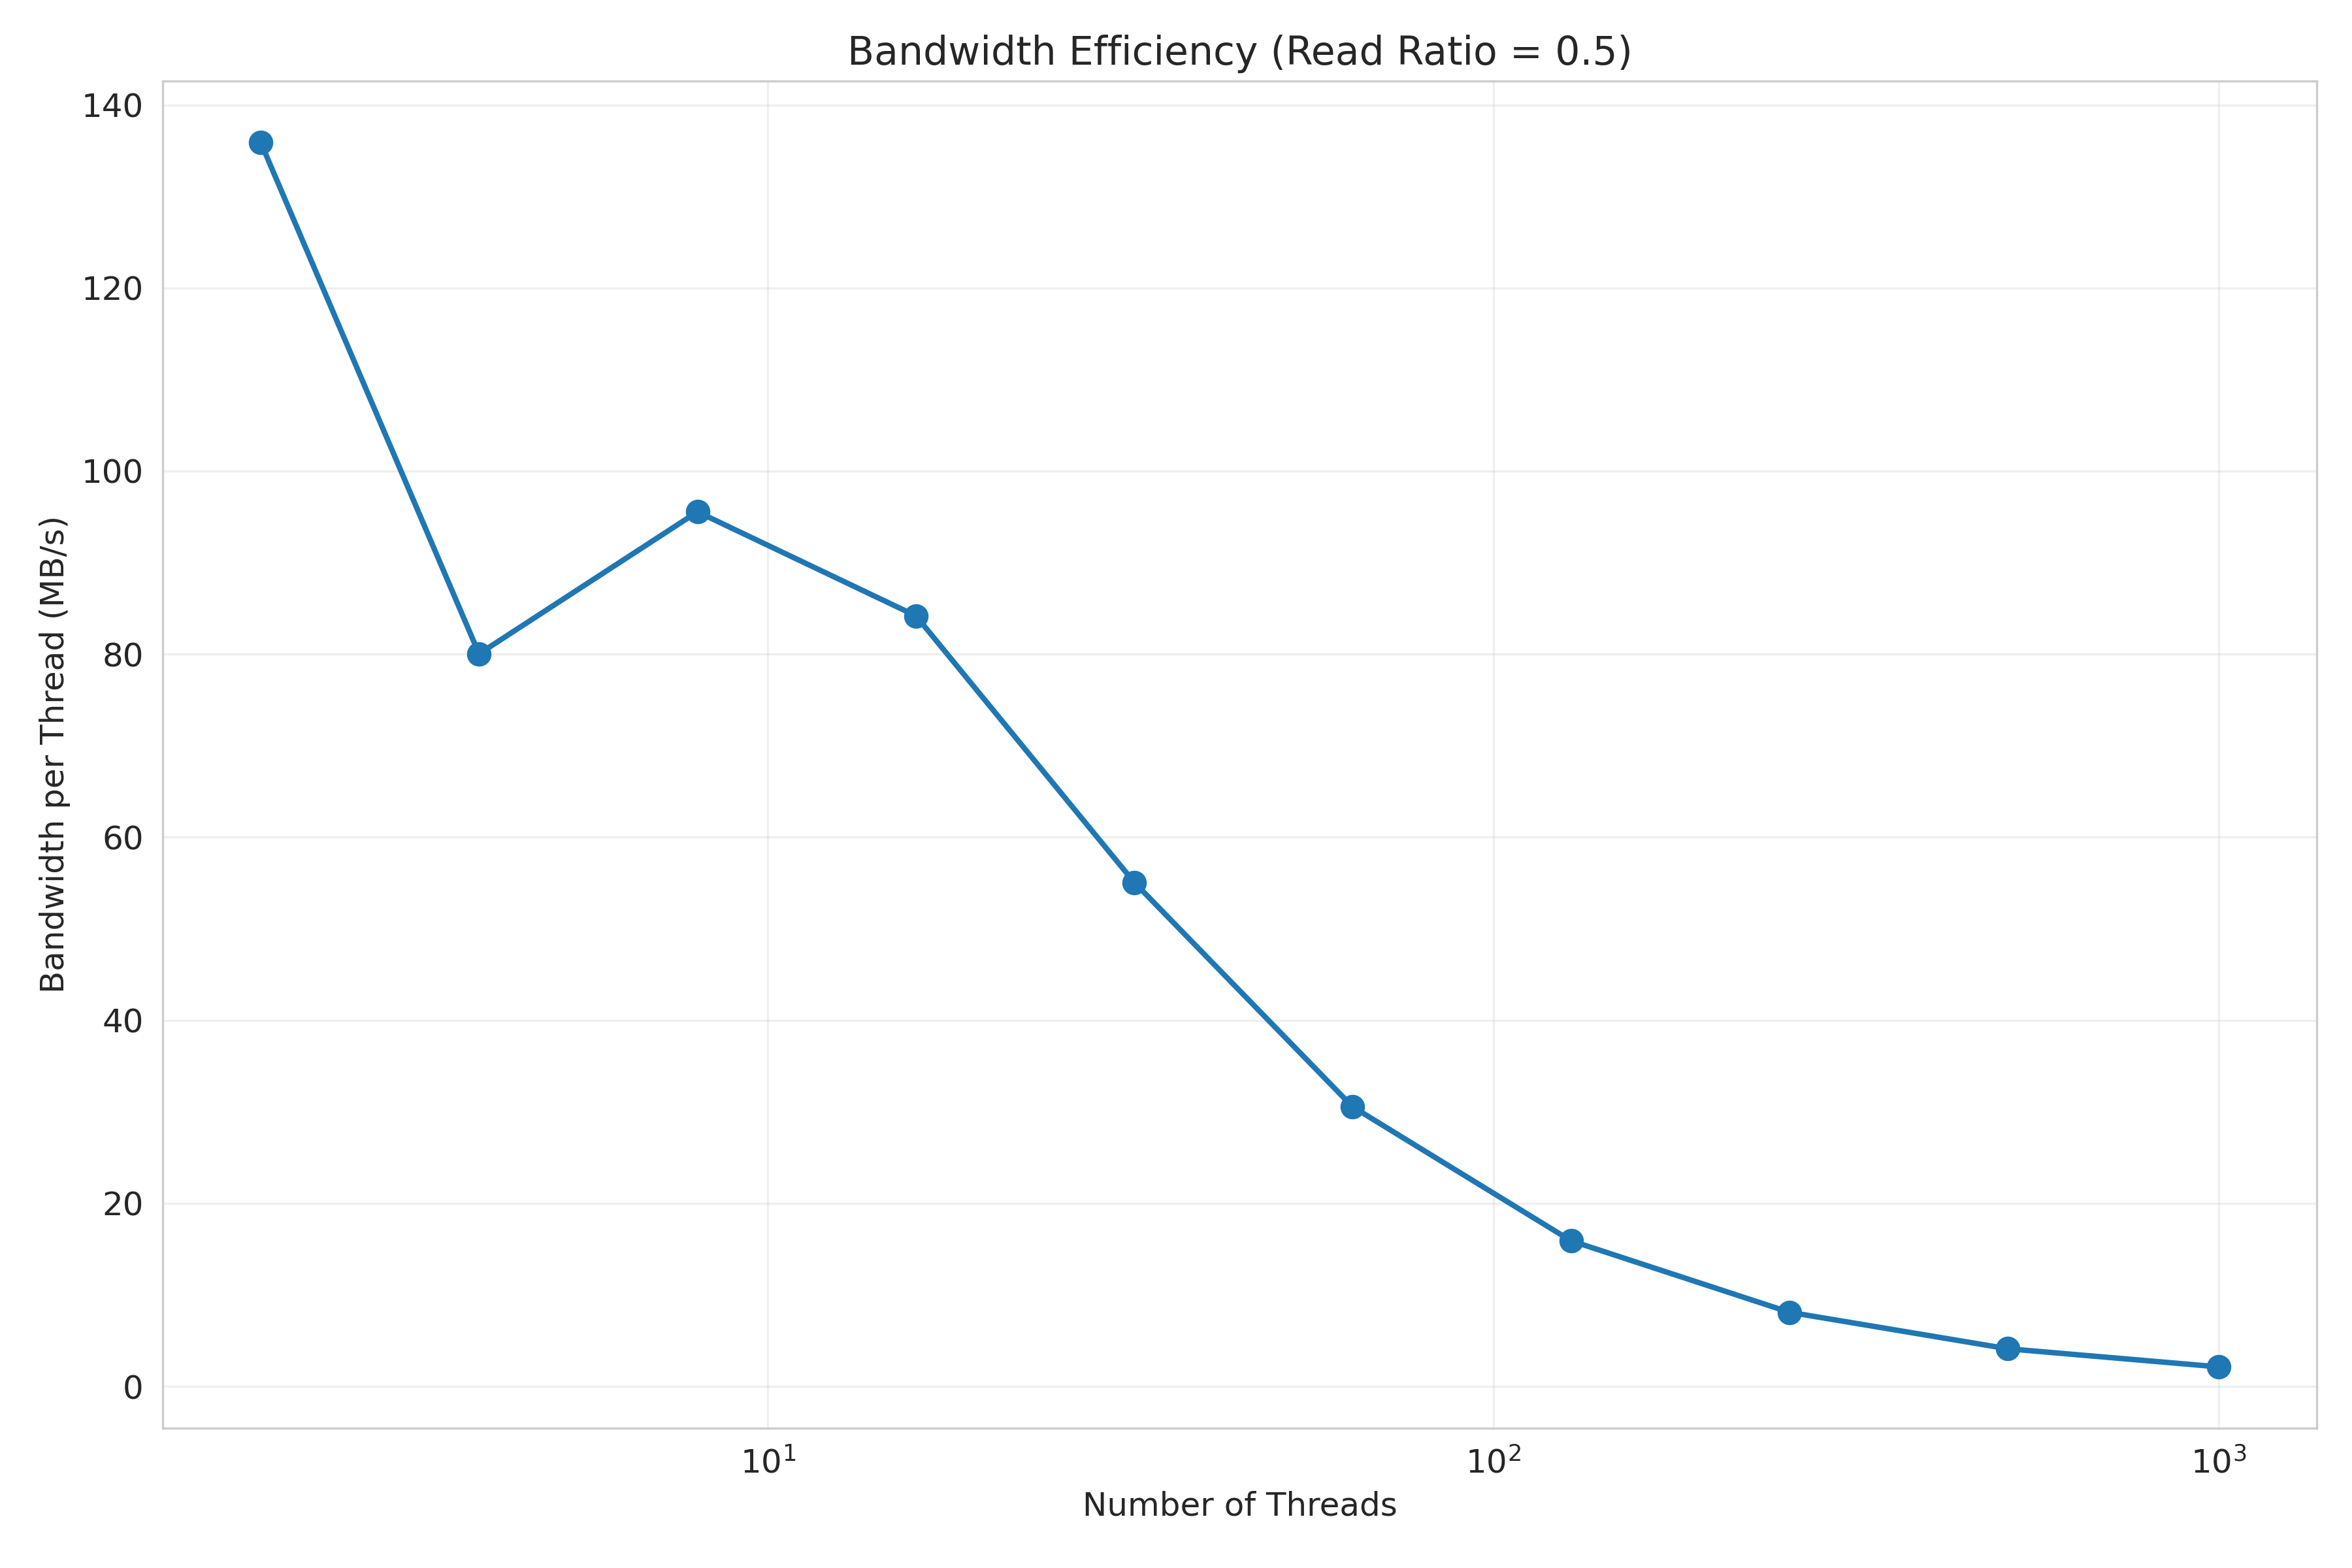 Bandwidth Efficiency (Read Ratio = 0.5)
140
120
100
80
60
40
20
0
Bandwidth per Thread (MB/s)
10¹ 10² 10³
Number of Threads